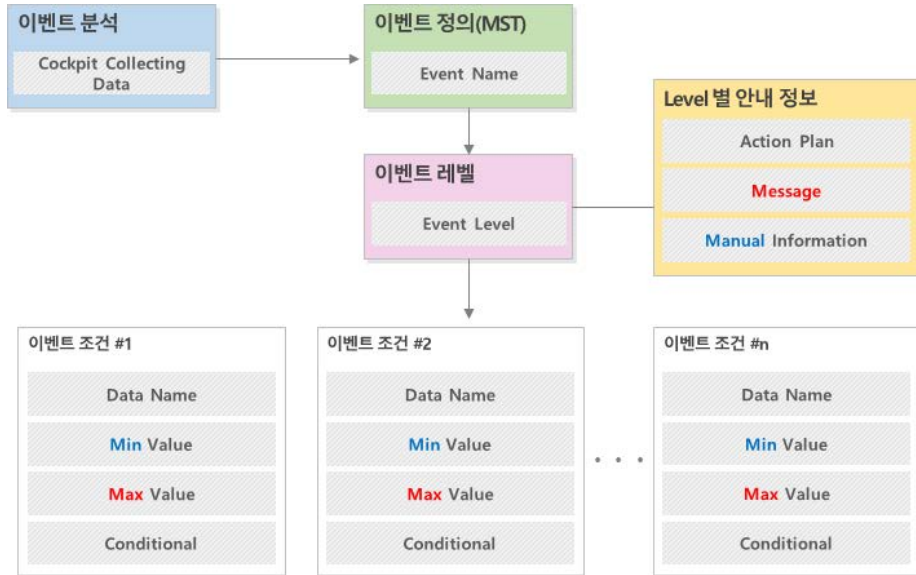 이벤트 분석
Cockpit Collecting
Data
이벤트 정의(MST)
Event Name
이벤트 레벨
Event Level
Level 별 안내 정보
Action Plan
Message
Manual Information
이벤트 조건 #1
Data Name
Min Value
Max Value
Conditional
이벤트 조건 #2
Data Name
Min Value
Max Value
Conditional
· · ·
이벤트 조건 #n
Data Name
Min Value
Max Value
Conditional